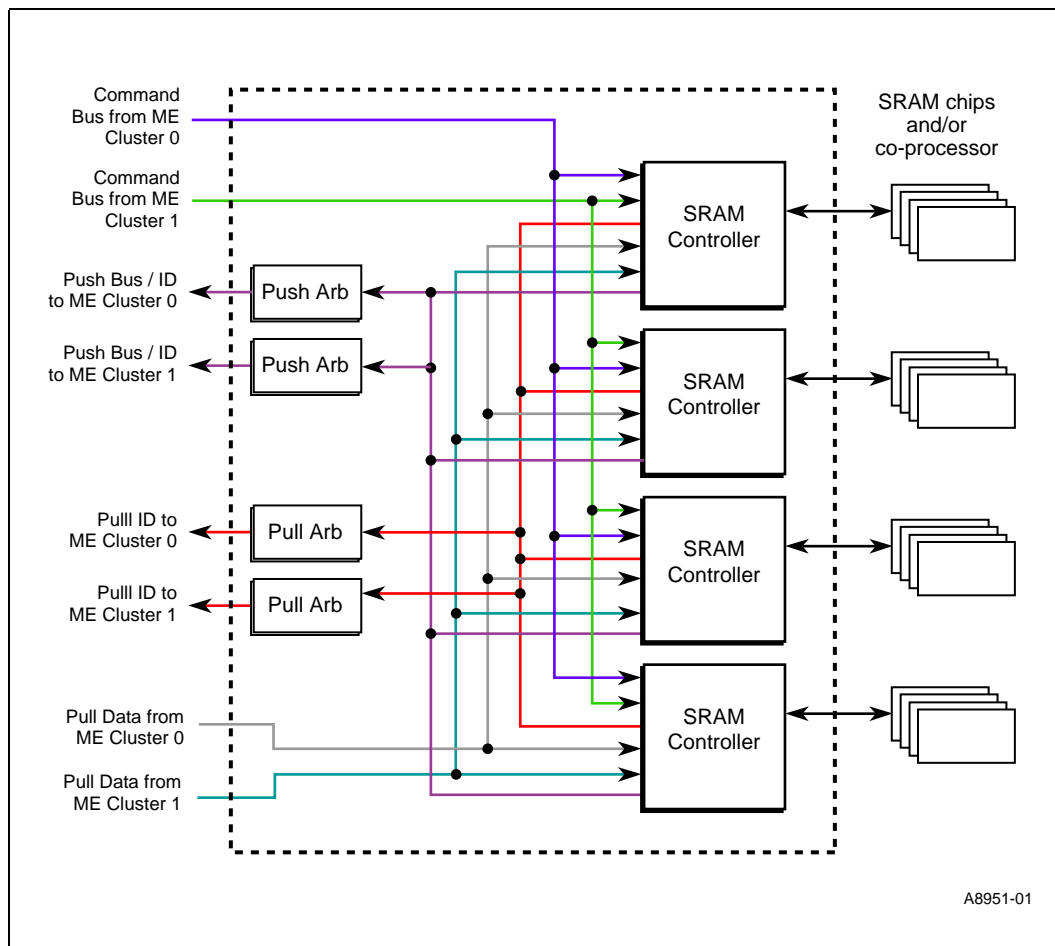 Command
Bus from ME
Cluster 0
SRAM chips
and/or
co-processor
Command
Bus from ME
Cluster 1
SRAM
Controller
Push Bus / ID
to ME Cluster 0
Push Arb
Push Bus / ID
to ME Cluster 1
Push Arb
SRAM
Controller
Pulll ID to
ME Cluster 0
Pull Arb
SRAM
Controller
Pulll ID to
ME Cluster 1
Pull Arb
Pull Data from
ME Cluster 0
SRAM
Controller
Pull Data from
ME Cluster 1
A8951-01